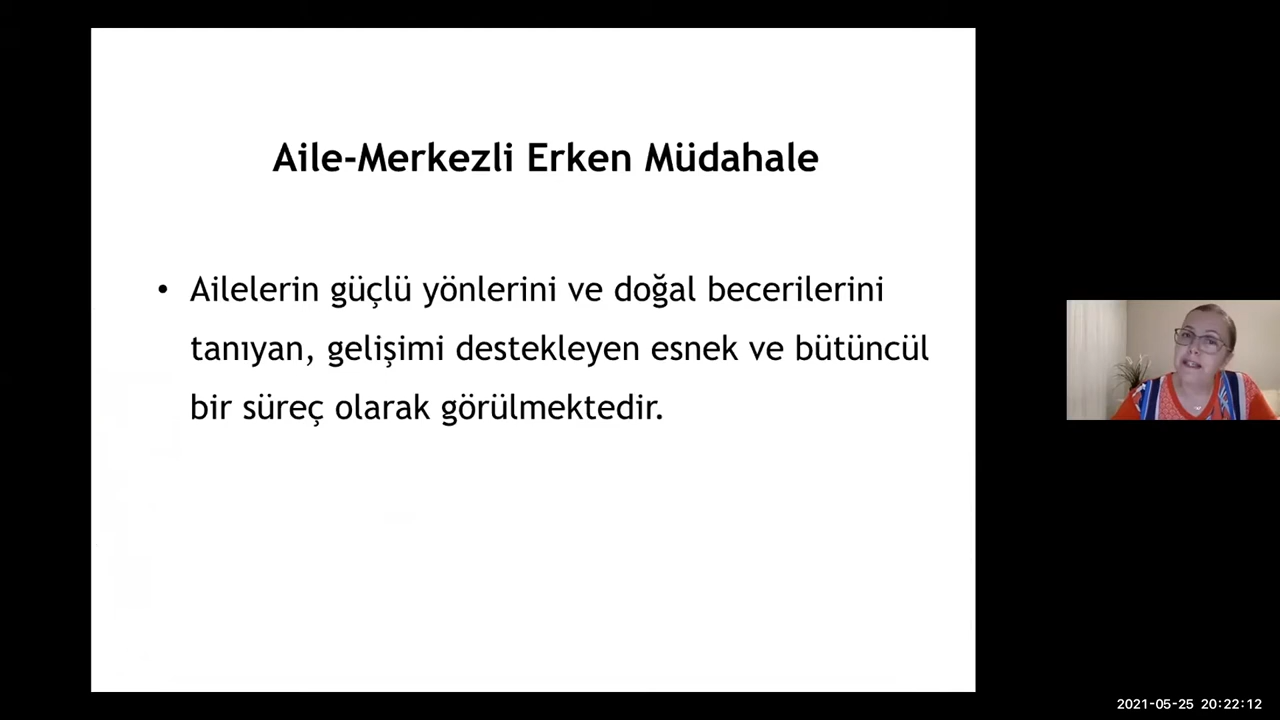 Aile-Merkezli Erken Müdahale
• Ailelerin güçlü yönlerini ve doğal becerilerini
tanıyan, gelişimi destekleyen esnek ve bütüncül
bir süreç olarak görülmektedir.
2021-05-25 20:22:12